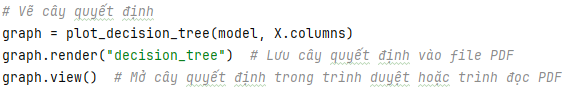 # Vẽ cây quyết định
graph = plot_decision_tree(model, X.columns)
graph.render("decision_tree")  # Lưu cây quyết định vào file PDF
graph.view()  # Mở cây quyết định trong trình duyệt hoặc trình đọc PDF